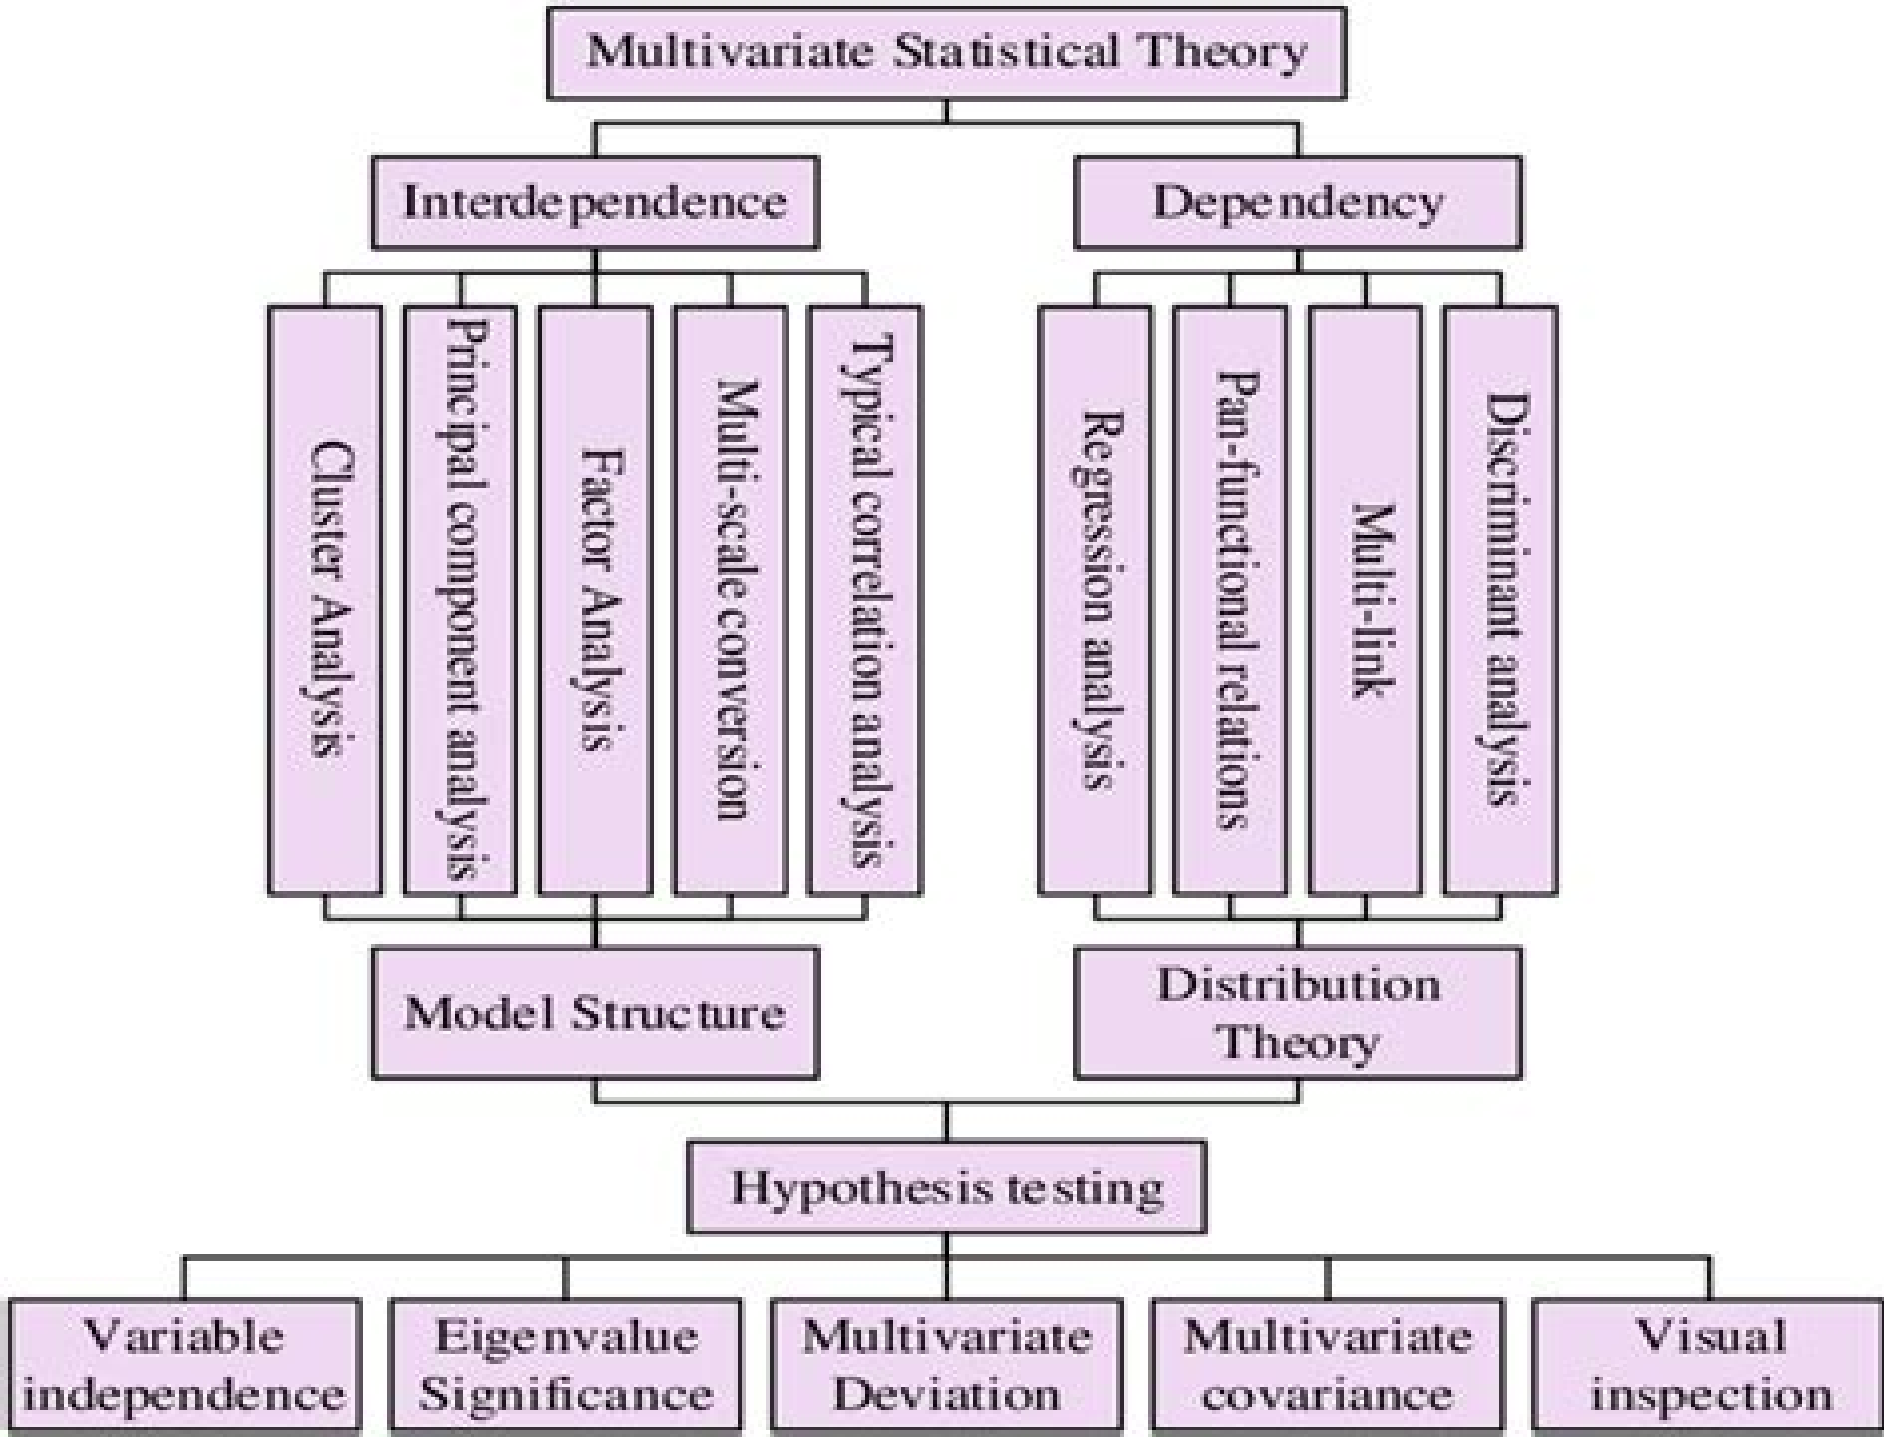 Multivariate Statistical Theory
Interdependence
Dependency
Cluster Analysis
Principal component analysis
Factor Analysis
Multi-scale conversion
Typical correlation analysis
Regression analysis
Pan-functional relations
Multi-link
Discriminant analysis
Model Structure
Distribution
Theory
Hypothesis testing
Variable
independence
Eigenvalue
Significance
Multivariate
Deviation
Multivariate
covariance
Visual
inspection